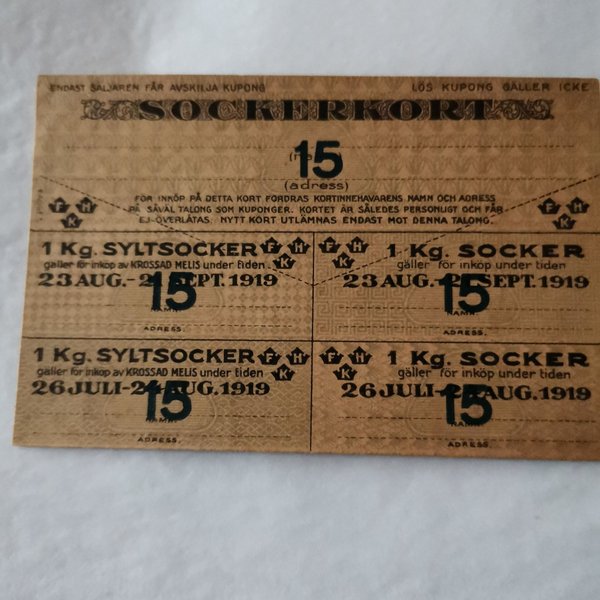 ENDAST SÄLJAREN FÅR AVSKILJA KUPONG LÖS KUPONG GÄLLER ICKE
SOCKERKORT
15
(adress)
FÖR INKÖP PÅ DETTA KORT FORDRAS KORTINNEHAVARENS NAMN OCH ADRESS
PÅ SÅVÄL TALONG SOM KUPONGER. KORTET ÄR SÅLEDES PERSONLIGT OCH FÅR
EJ ÖVERLÅTAS. NYTT KORT UTLÄMNAS ENDAST MOT DENNA TALONG.
F H K
F H K
1 Kg. SYLTSOCKER F H K
gäller för inköp av KROSSAD MELIS under tiden
23 AUG.- SEPT. 1919
15
ADRESS.
F H K 1 Kg. SOCKER
gäller för inköp under tiden
23 AUG.- SEPT. 1919
15
NAMN
ADRESS.
1 Kg. SYLTSOCKER F H K
gäller för inköp av KROSSAD MELIS under tiden
26 JULI- AUG. 1919
15
ADRESS.
F H K 1 Kg. SOCKER
gäller för inköp under tiden
26 JULI- AUG. 1919
15
NAMN
ADRESS.